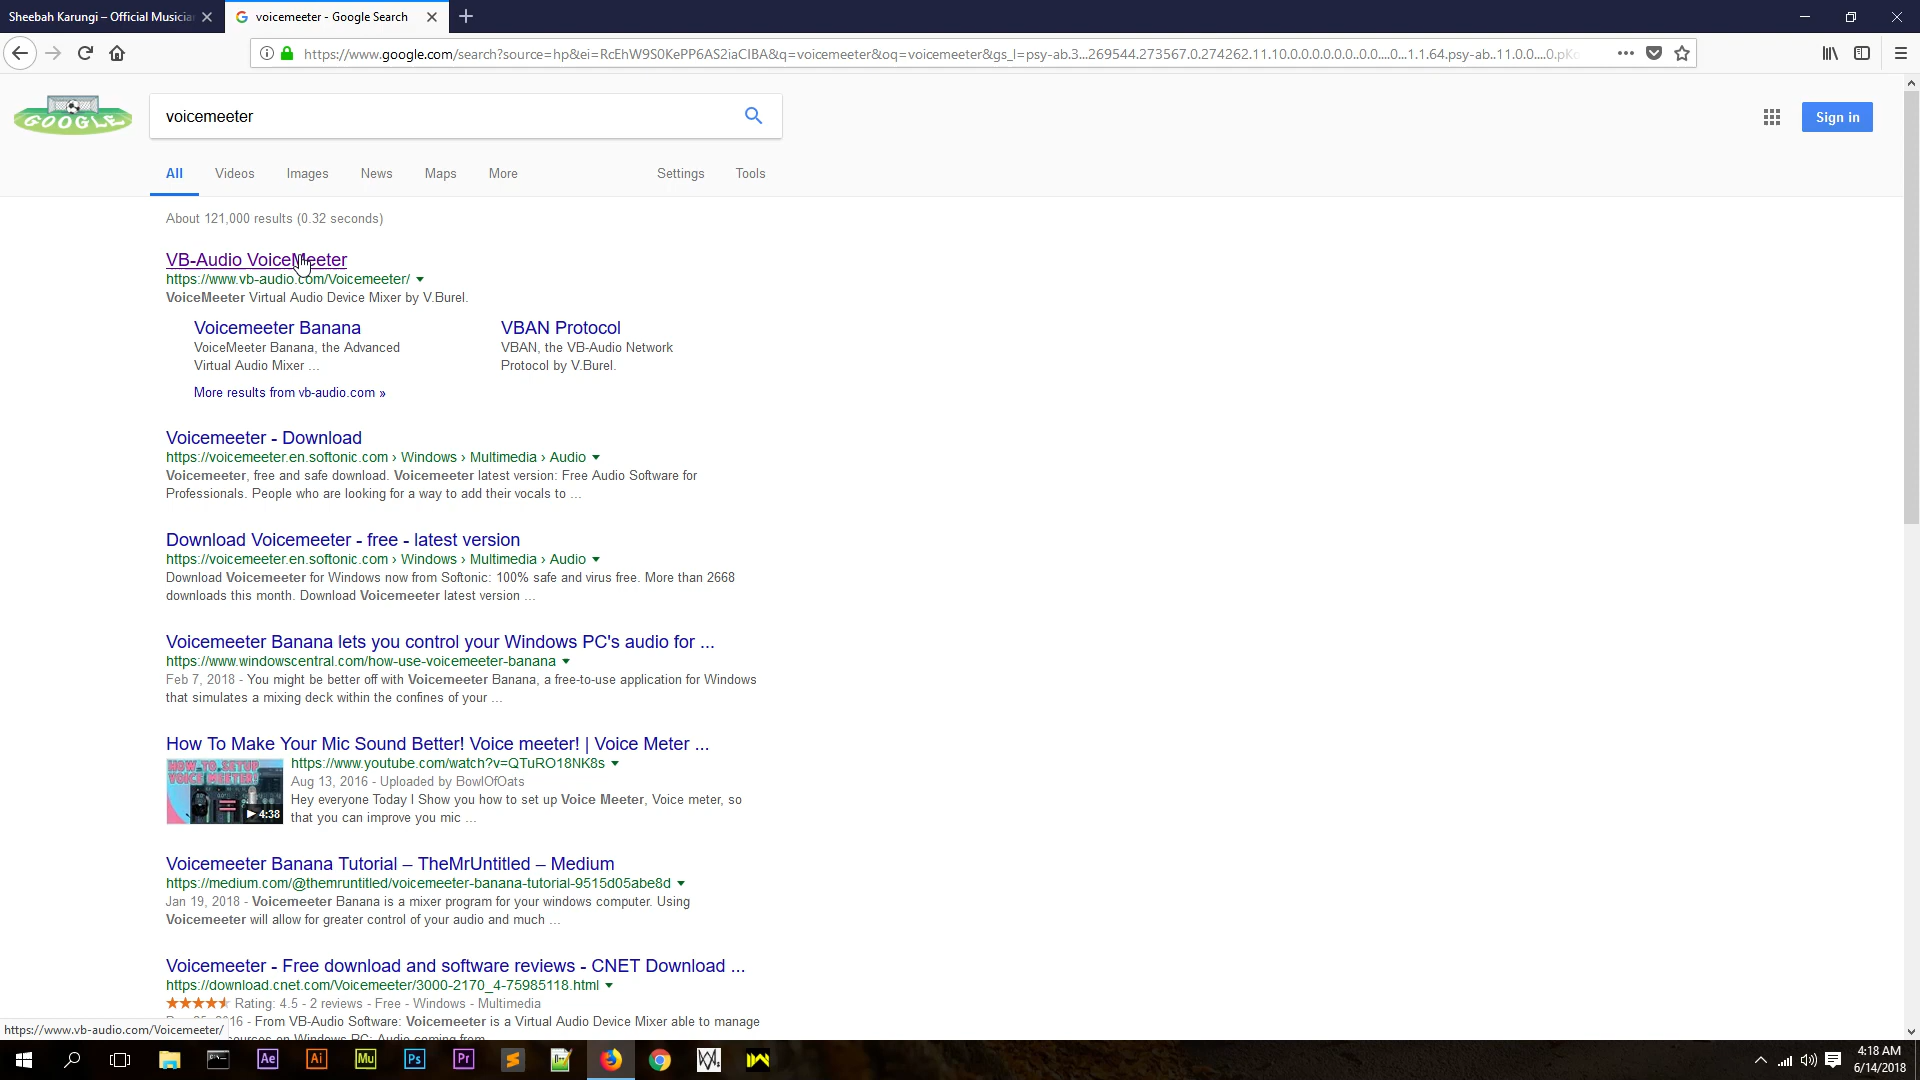 Sheebah Karungi – Official Musicia
voicemeeter - Google Search
https://www.google.com/search?source=hp&ei=RcEhW9S0KePP6AS2iaCIBA&q=voicemeeter&oq=voicemeeter&gs_l=psy-ab.3...269544.273567.0.274262.11.10.0.0.0.0.0.0..0.0....0...1.1.64.psy-ab..11.0.0....0.pK
GOOGLE
voicemeeter
Sign in
All Videos Images News Maps More Settings Tools
About 121,000 results (0.32 seconds)
VB-Audio VoiceMeeter
https://www.vb-audio.com/Voicemeeter/
VoiceMeeter Virtual Audio Device Mixer by V.Burel.
Voicemeeter Banana
VoiceMeeter Banana, the Advanced
Virtual Audio Mixer ...
VBAN Protocol
VBAN, the VB-Audio Network
Protocol by V.Burel.
More results from vb-audio.com »
Voicemeeter - Download
https://voicemeeter.en.softonic.com › Windows › Multimedia › Audio
Voicemeeter, free and safe download. Voicemeeter latest version: Free Audio Software for
Professionals. People who are looking for a way to add their vocals to ...
Download Voicemeeter - free - latest version
https://voicemeeter.en.softonic.com › Windows › Multimedia › Audio
Download Voicemeeter for Windows now from Softonic: 100% safe and virus free. More than 2668
downloads this month. Download Voicemeeter latest version ...
Voicemeeter Banana lets you control your Windows PC's audio for ...
https://www.windowscentral.com/how-use-voicemeeter-banana
Feb 7, 2018 - You might be better off with Voicemeeter Banana, a free-to-use application for Windows
that simulates a mixing deck within the confines of your ...
How To Make Your Mic Sound Better! Voice meeter! | Voice Meter ...
HOW TO SETUP
VOICE MEETER!
4:38
https://www.youtube.com/watch?v=QTuRO18NK8s
Aug 13, 2016 - Uploaded by BowlOfOats
Hey everyone Today I Show you how to set up Voice Meeter, Voice meter, so
that you can improve you mic ...
Voicemeeter Banana Tutorial – TheMrUntitled – Medium
https://medium.com/@themruntitled/voicemeeter-banana-tutorial-9515d05abe8d
Jan 19, 2018 - Voicemeeter Banana is a mixer program for your windows computer. Using
Voicemeeter will allow for greater control of your audio and much ...
Voicemeeter - Free download and software reviews - CNET Download ...
https://download.cnet.com/Voicemeeter/3000-2170_4-75985118.html
Rating: 4.5 - 2 reviews - Free - Windows - Multimedia
16 - From VB-Audio Software: Voicemeeter is a Virtual Audio Device Mixer able to manage
https://www.vb-audio.com/Voicemeeter/
Ae Ai Mu Ps Pr
4:18 AM
6/14/2018